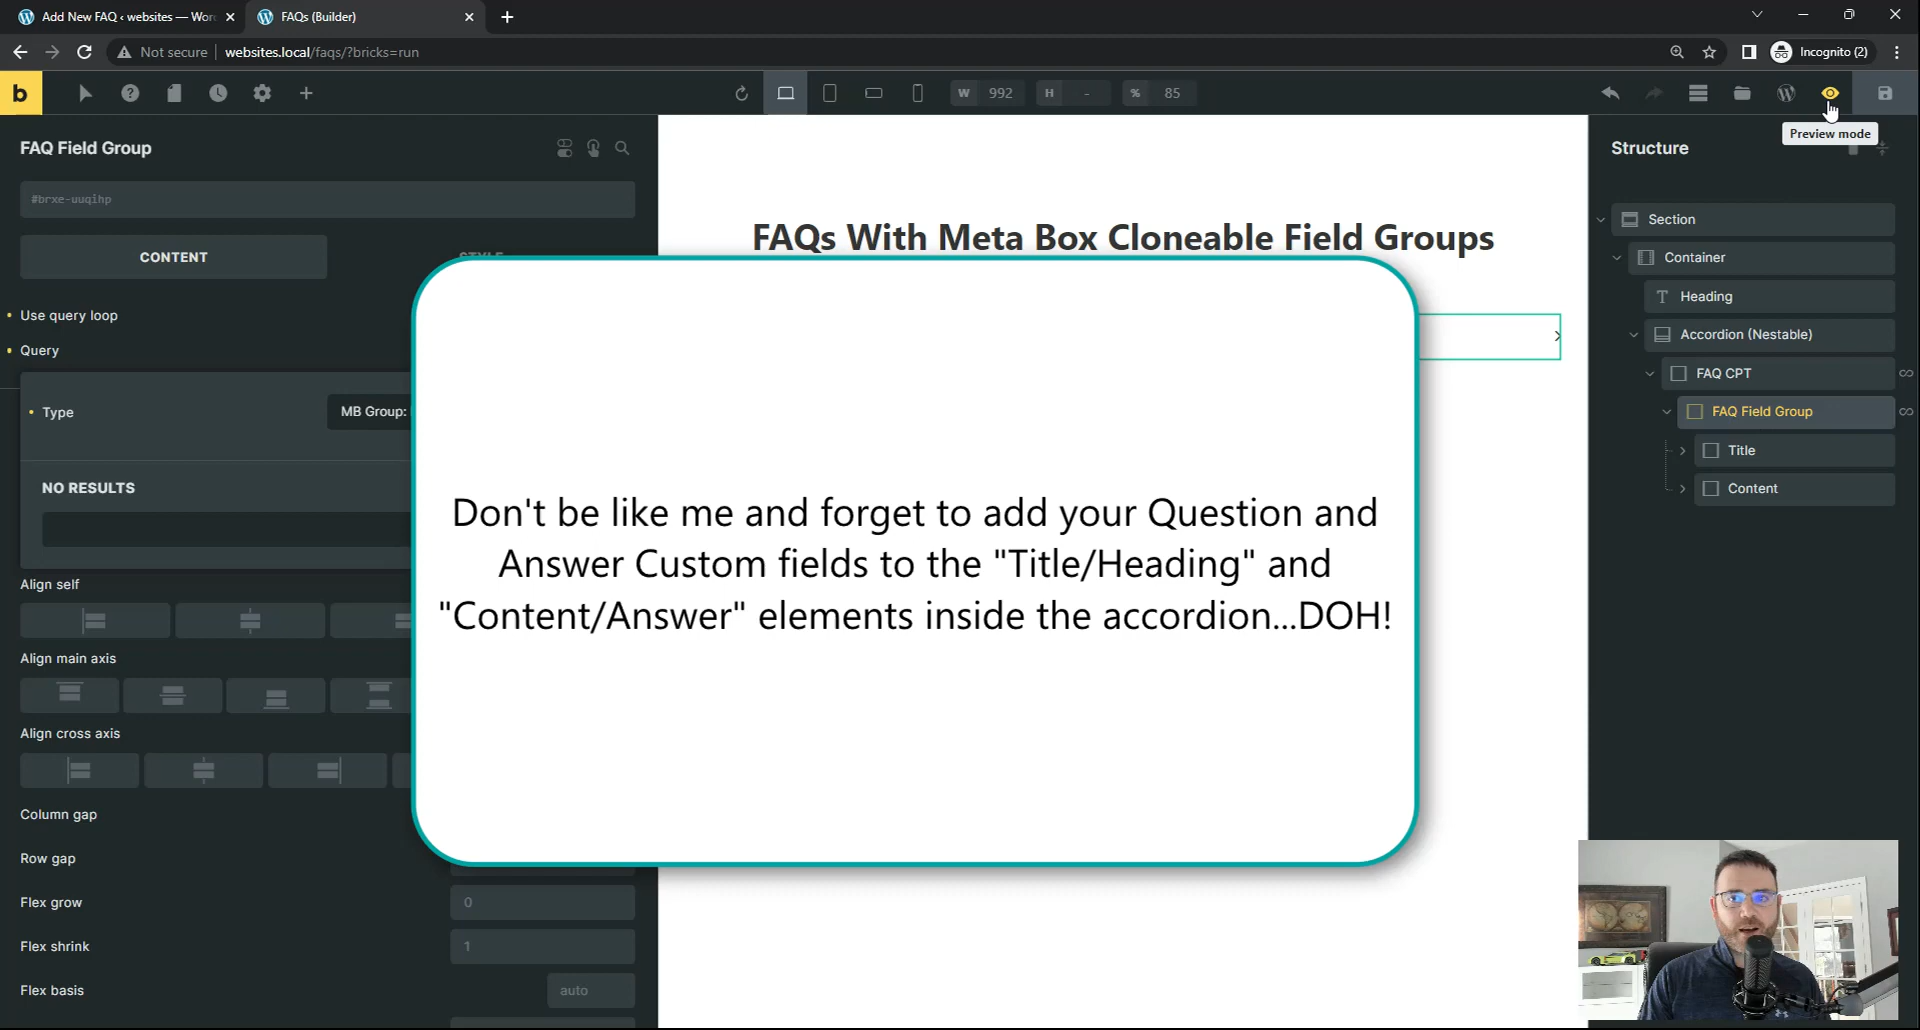 Add New FAQ ‹ websites — Wor
FAQs (Builder)
Not secure
websites.local/faqs/?bricks=run
Incognito (2)
b
W 992
H -
% 85
Preview mode
FAQ Field Group
#brxe-uuqihp
CONTENT
STYLE
Use query loop
Query
Type
MB Group:
NO RESULTS
Align self
Align main axis
Align cross axis
Column gap
Row gap
Flex grow
0
Flex shrink
1
Flex basis
auto
FAQs With Meta Box Cloneable Field Groups
Don't be like me and forget to add your Question and
Answer Custom fields to the "Title/Heading" and
"Content/Answer" elements inside the accordion...DOH!
Structure
Section
Container
Heading
Accordion (Nestable)
FAQ CPT
FAQ Field Group
Title
Content